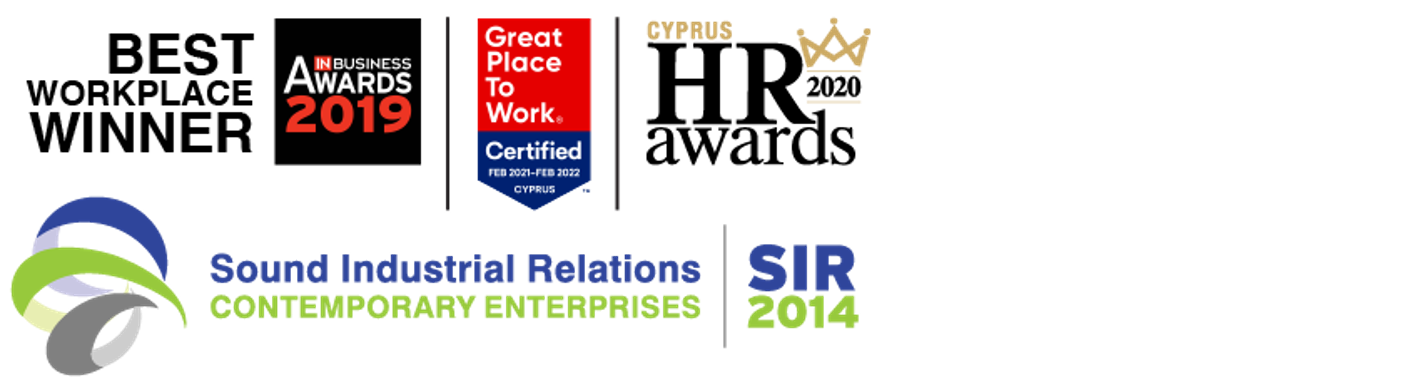 BEST
WORKPLACE
WINNER
IN BUSINESS
AWARDS
2019
Great
Place
To
Work®
Certified
FEB 2021-FEB 2022
CYPRUS
™
CYPRUS
HR
2020
awards
Sound Industrial Relations
CONTEMPORARY ENTERPRISES
SIR
2014